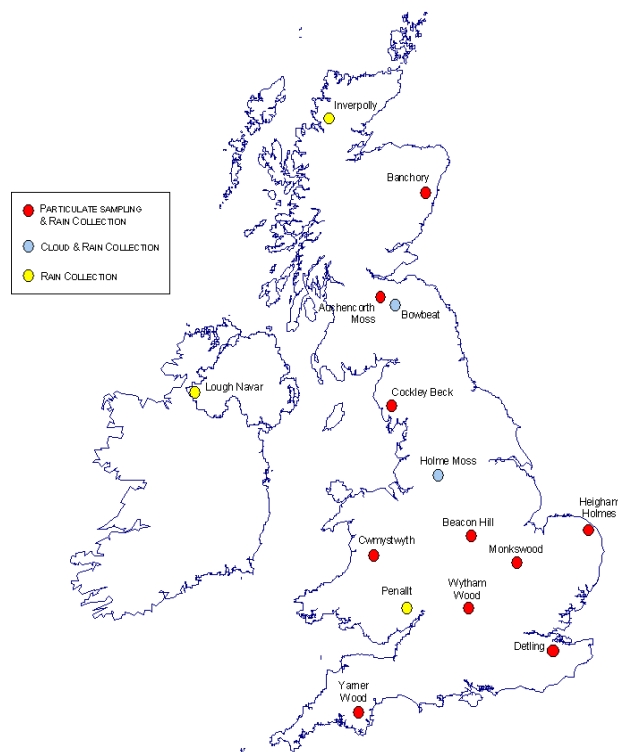 Inverpolly
Banchory
PARTICULATE SAMPLING
& RAIN COLLECTION
CLOUD & RAIN COLLECTION
RAIN COLLECTION
Auchencorth
Moss
Bowbeat
Lough Navar
Cockley Beck
Holme Moss
Heigham
Holmes
Beacon Hill
Cwmystwyth
Monkswood
Wytham
Wood
Penallt
Detling
Yarner
Wood